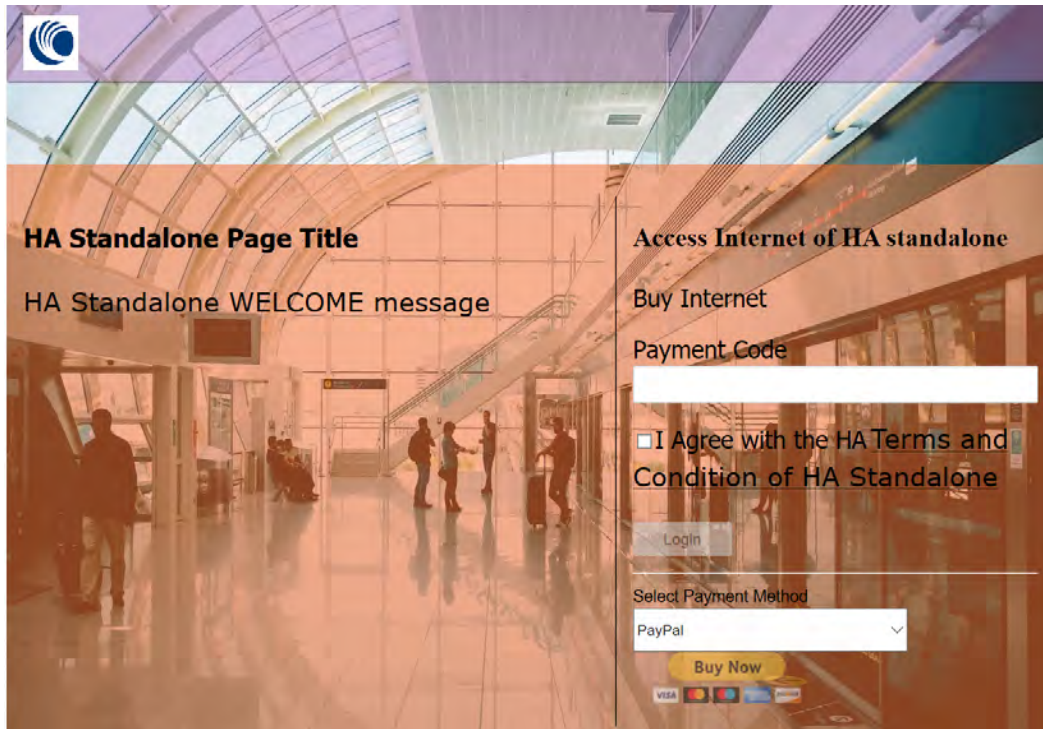 HA Standalone Page Title
HA Standalone WELCOME message
Access Internet of HA standalone
Buy Internet
Payment Code
I Agree with the HA Terms and
Condition of HA Standalone
Login
Select Payment Method
PayPal
Buy Now
VISA